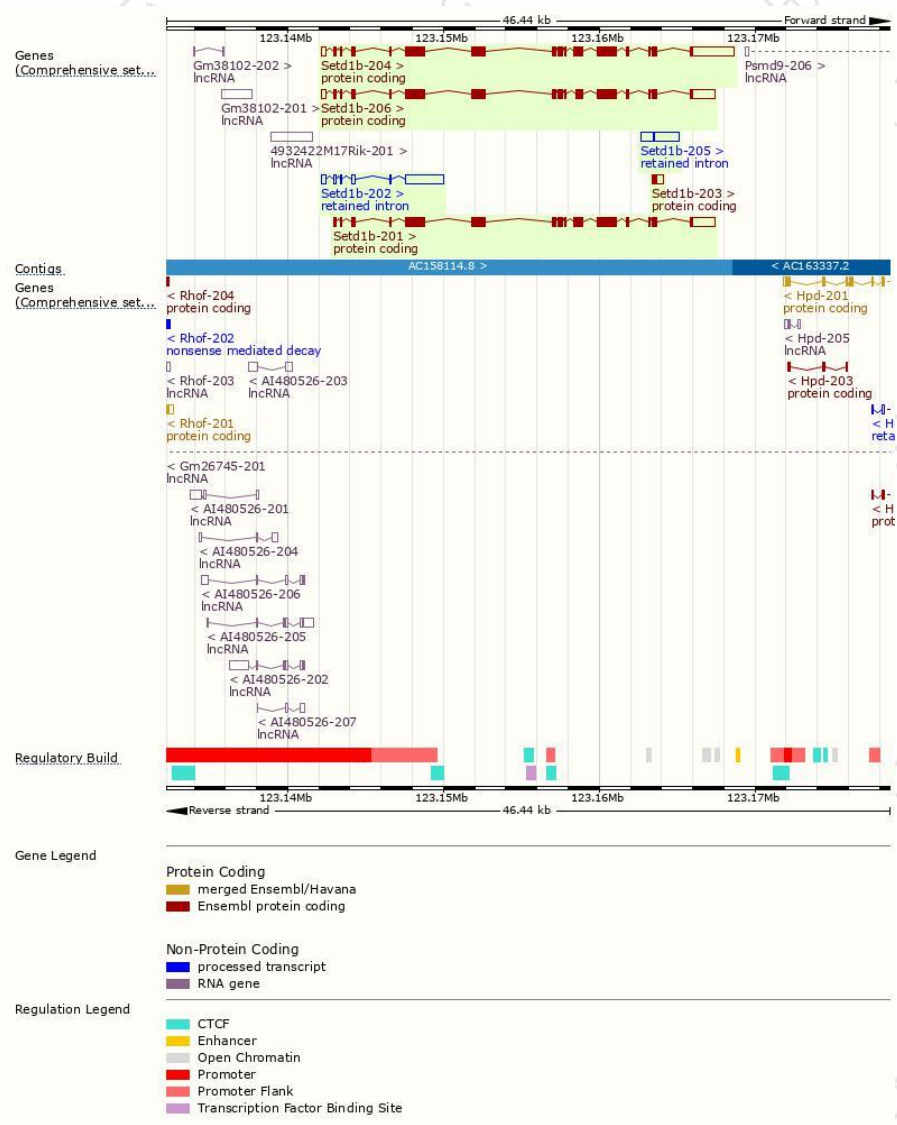 46.44 kb
Forward strand
123.14Mb 123.15Mb 123.16Mb 123.17Mb
Genes
(Comprehensive set...
Gm38102-202 >
lncRNA
Setd1b-204 >
protein coding
Psmd9-206 >
lncRNA
Gm38102-201 >
lncRNA
Setd1b-206 >
protein coding
4932422M17Rik-201 >
lncRNA
Setd1b-205 >
retained intron
Setd1b-202 >
retained intron
Setd1b-203 >
protein coding
Setd1b-201 >
protein coding
Contigs
AC158114.8 >
< AC163337.2
Genes
(Comprehensive set...
< Rhof-204
protein coding
< Hpd-201
protein coding
< Rhof-202
nonsense mediated decay
< Hpd-205
lncRNA
< Rhof-203
lncRNA
< AI480526-203
lncRNA
< Hpd-203
protein coding
< Rhof-201
protein coding
< H
reta
< Gm26745-201
lncRNA
< AI480526-201
lncRNA
< H
prot
< AI480526-204
lncRNA
< AI480526-206
lncRNA
< AI480526-205
lncRNA
< AI480526-202
lncRNA
< AI480526-207
lncRNA
Regulatory Build
123.14Mb 123.15Mb 123.16Mb 123.17Mb
Reverse strand
46.44 kb
Gene Legend
Protein Coding
merged Ensembl/Havana
Ensembl protein coding
Non-Protein Coding
processed transcript
RNA gene
Regulation Legend
CTCF
Enhancer
Open Chromatin
Promoter
Promoter Flank
Transcription Factor Binding Site